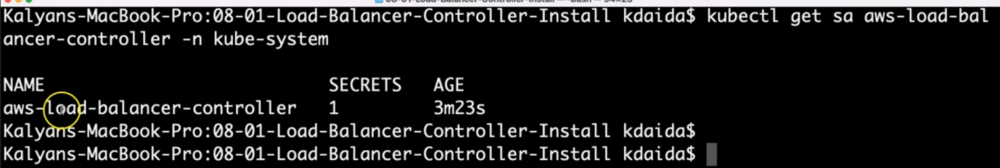 Kalyans-MacBook-Pro:08-01-Load-Balancer-Controller-Install kdaida$ kubectl get sa aws-load-bal
ancer-controller -n kube-system
NAME SECRETS AGE
aws-load-balancer-controller 1 3m23s
Kalyans-MacBook-Pro:08-01-Load-Balancer-Controller-Install kdaida$
Kalyans-MacBook-Pro:08-01-Load-Balancer-Controller-Install kdaida$